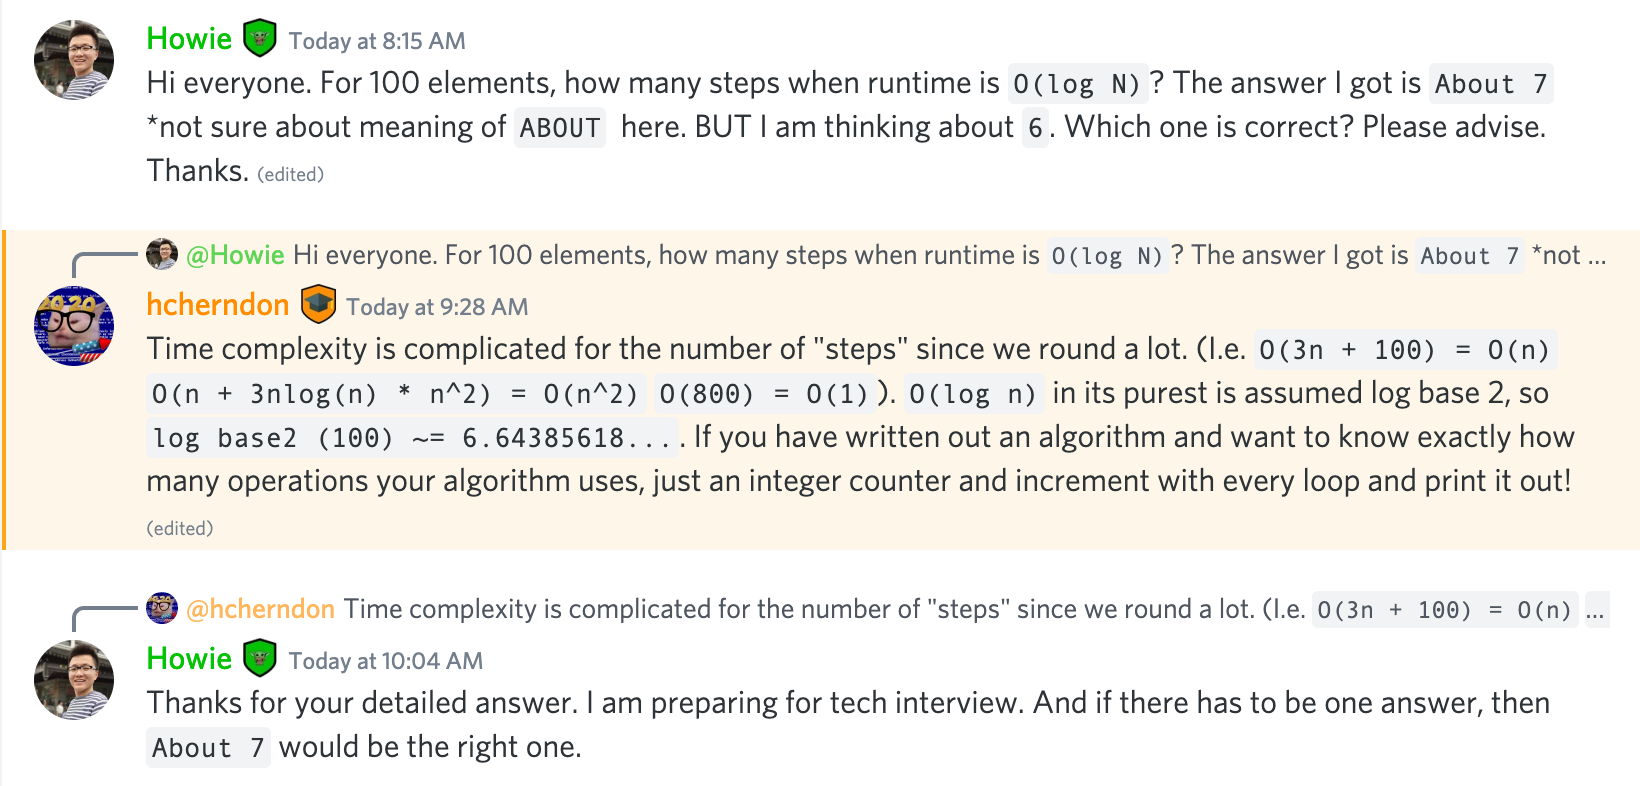 Howie Today at 8:15 AM
Hi everyone. For 100 elements, how many steps when runtime is O(log N)? The answer I got is About 7
*not sure about meaning of ABOUT here. BUT I am thinking about 6. Which one is correct? Please advise.
Thanks. (edited)
@Howie Hi everyone. For 100 elements, how many steps when runtime is O(log N)? The answer I got is About 7 *not ...
hcherndon Today at 9:28 AM
Time complexity is complicated for the number of "steps" since we round a lot. (I.e. O(3n + 100) = O(n)
O(n + 3nlog(n) * n^2) = O(n^2) O(800) = O(1)). O(log n) in its purest is assumed log base 2, so
log base2 (100) ~= 6.64385618.... If you have written out an algorithm and want to know exactly how
many operations your algorithm uses, just an integer counter and increment with every loop and print it out!
(edited)
@hcherndon Time complexity is complicated for the number of "steps" since we round a lot. (I.e. O(3n + 100) = O(n) ...
Howie Today at 10:04 AM
Thanks for your detailed answer. I am preparing for tech interview. And if there has to be one answer, then
About 7 would be the right one.